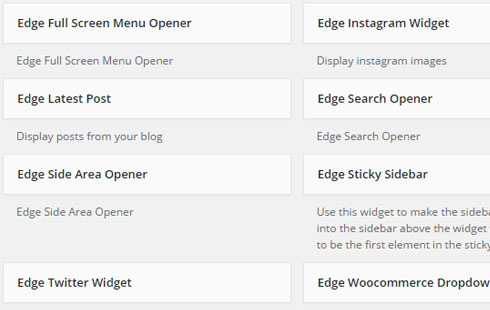 Edge Full Screen Menu Opener
Edge Instagram Widget
Edge Full Screen Menu Opener
Display instagram images
Edge Latest Post
Edge Search Opener
Display posts from your blog
Edge Search Opener
Edge Side Area Opener
Edge Sticky Sidebar
Edge Side Area Opener
Use this widget to make the
into the sidebar above the widget
to be the first element in the sticky
Edge Twitter Widget
Edge Woocommerce